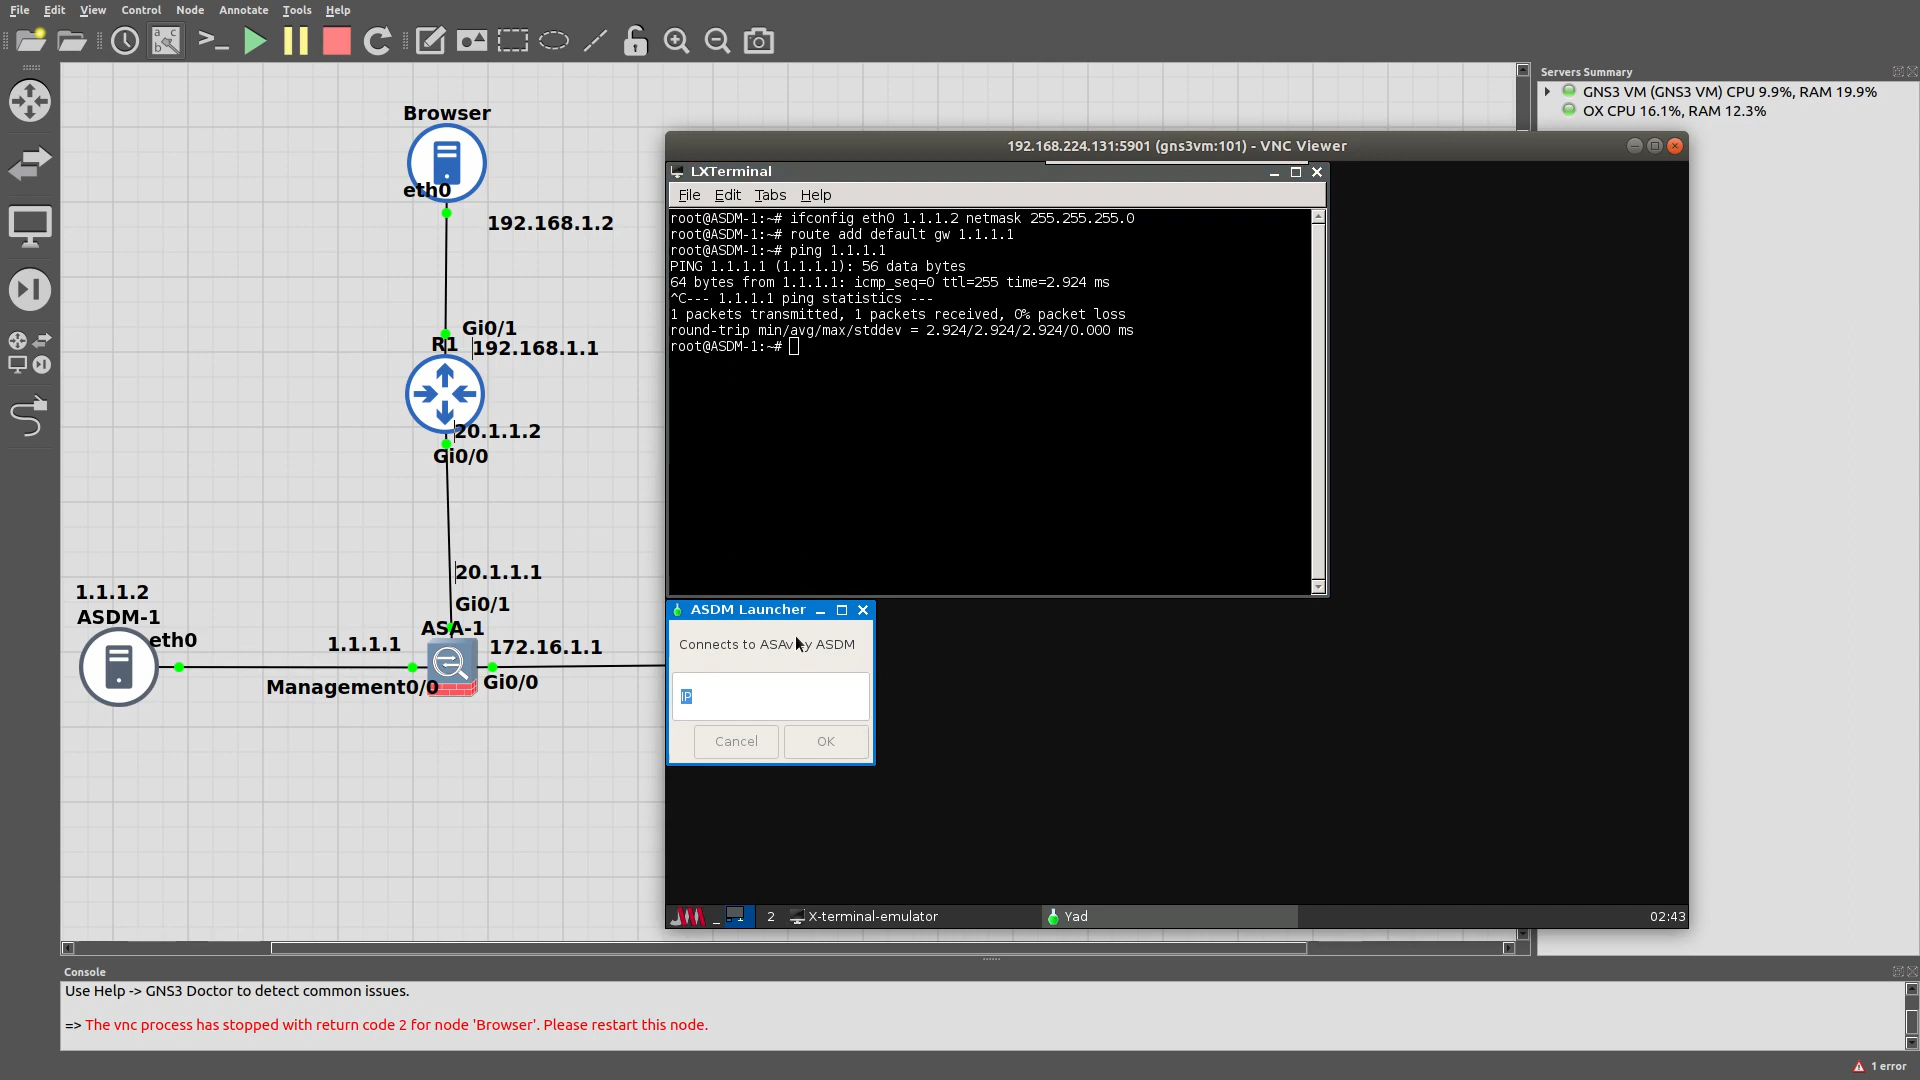 File Edit View Control Node Annotate Tools Help
Servers Summary
GNS3 VM (GNS3 VM) CPU 9.9%, RAM 19.9%
OX CPU 16.1%, RAM 12.3%
Browser
eth0
192.168.1.2
Gi0/1
R1
192.168.1.1
20.1.1.2
Gi0/0
20.1.1.1
Gi0/1
ASA-1
1.1.1.2
ASDM-1
eth0
1.1.1.1
Management0/0
172.16.1.1
Gi0/0
192.168.224.131:5901 (gns3vm:101) - VNC Viewer
LXTerminal
File Edit Tabs Help
root@ASDM-1:~# ifconfig eth0 1.1.1.2 netmask 255.255.255.0
root@ASDM-1:~# route add default gw 1.1.1.1
root@ASDM-1:~# ping 1.1.1.1
PING 1.1.1.1 (1.1.1.1): 56 data bytes
64 bytes from 1.1.1.1: icmp_seq=0 ttl=255 time=2.924 ms
^C--- 1.1.1.1 ping statistics ---
1 packets transmitted, 1 packets received, 0% packet loss
round-trip min/avg/max/stddev = 2.924/2.924/2.924/0.000 ms
root@ASDM-1:~#
ASDM Launcher
Connects to ASAv by ASDM
IP
Cancel OK
2 X-terminal-emulator Yad 02:43
Console
Use Help -> GNS3 Doctor to detect common issues.
=> The vnc process has stopped with return code 2 for node 'Browser'. Please restart this node.
1 error